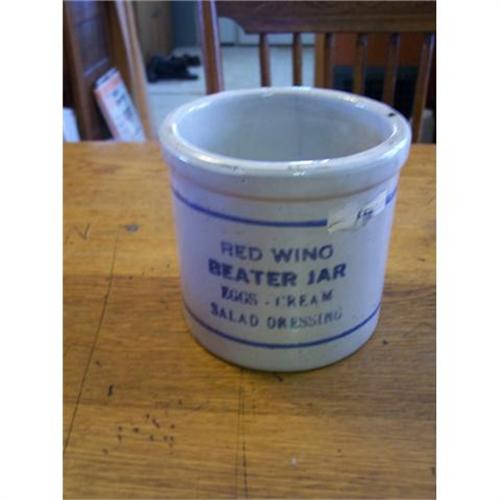 RED WING
BEATER JAR
EGGS - CREAM
SALAD DRESSING